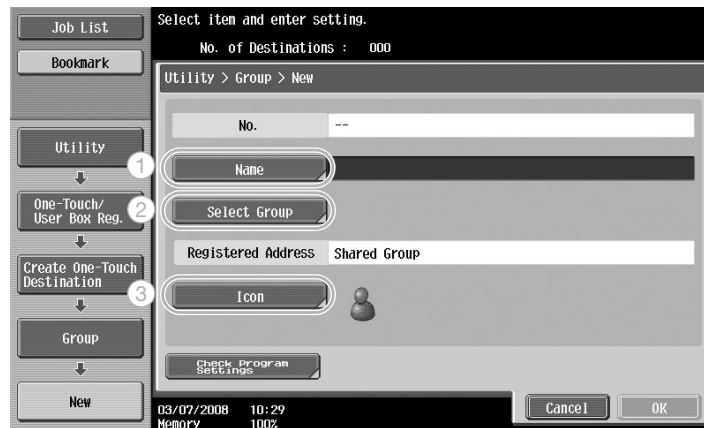 Job List
Bookmark
Utility
One-Touch/
User Box Reg.
Create One-Touch
Destination
Group
New
Select item and enter setting.
No. of Destinations : 000
Utility > Group > New
No. --
1 Name
2 Select Group
Registered Address Shared Group
3 Icon
Check Program
Settings
03/07/2008 10:29
Memory 100%
Cancel OK